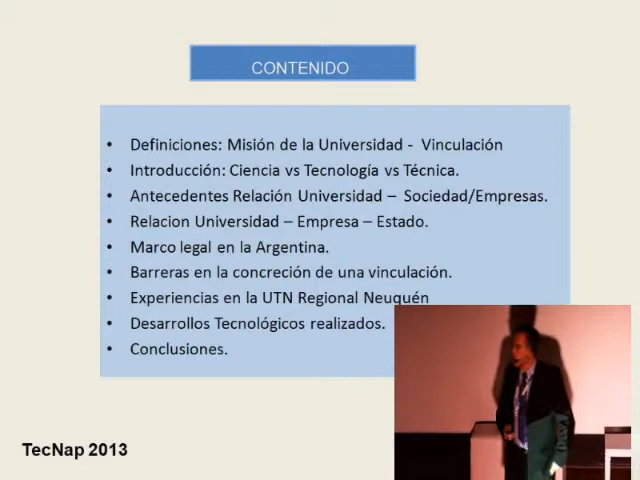 CONTENIDO
• Definiciones: Misión de la Universidad - Vinculación
• Introducción: Ciencia vs Tecnología vs Técnica.
• Antecedentes Relación Universidad – Sociedad/Empresas.
• Relacion Universidad – Empresa – Estado.
• Marco legal en la Argentina.
• Barreras en la concreción de una vinculación.
• Experiencias en la UTN Regional Neuquén
• Desarrollos Tecnológicos realizados.
• Conclusiones.
TecNap 2013